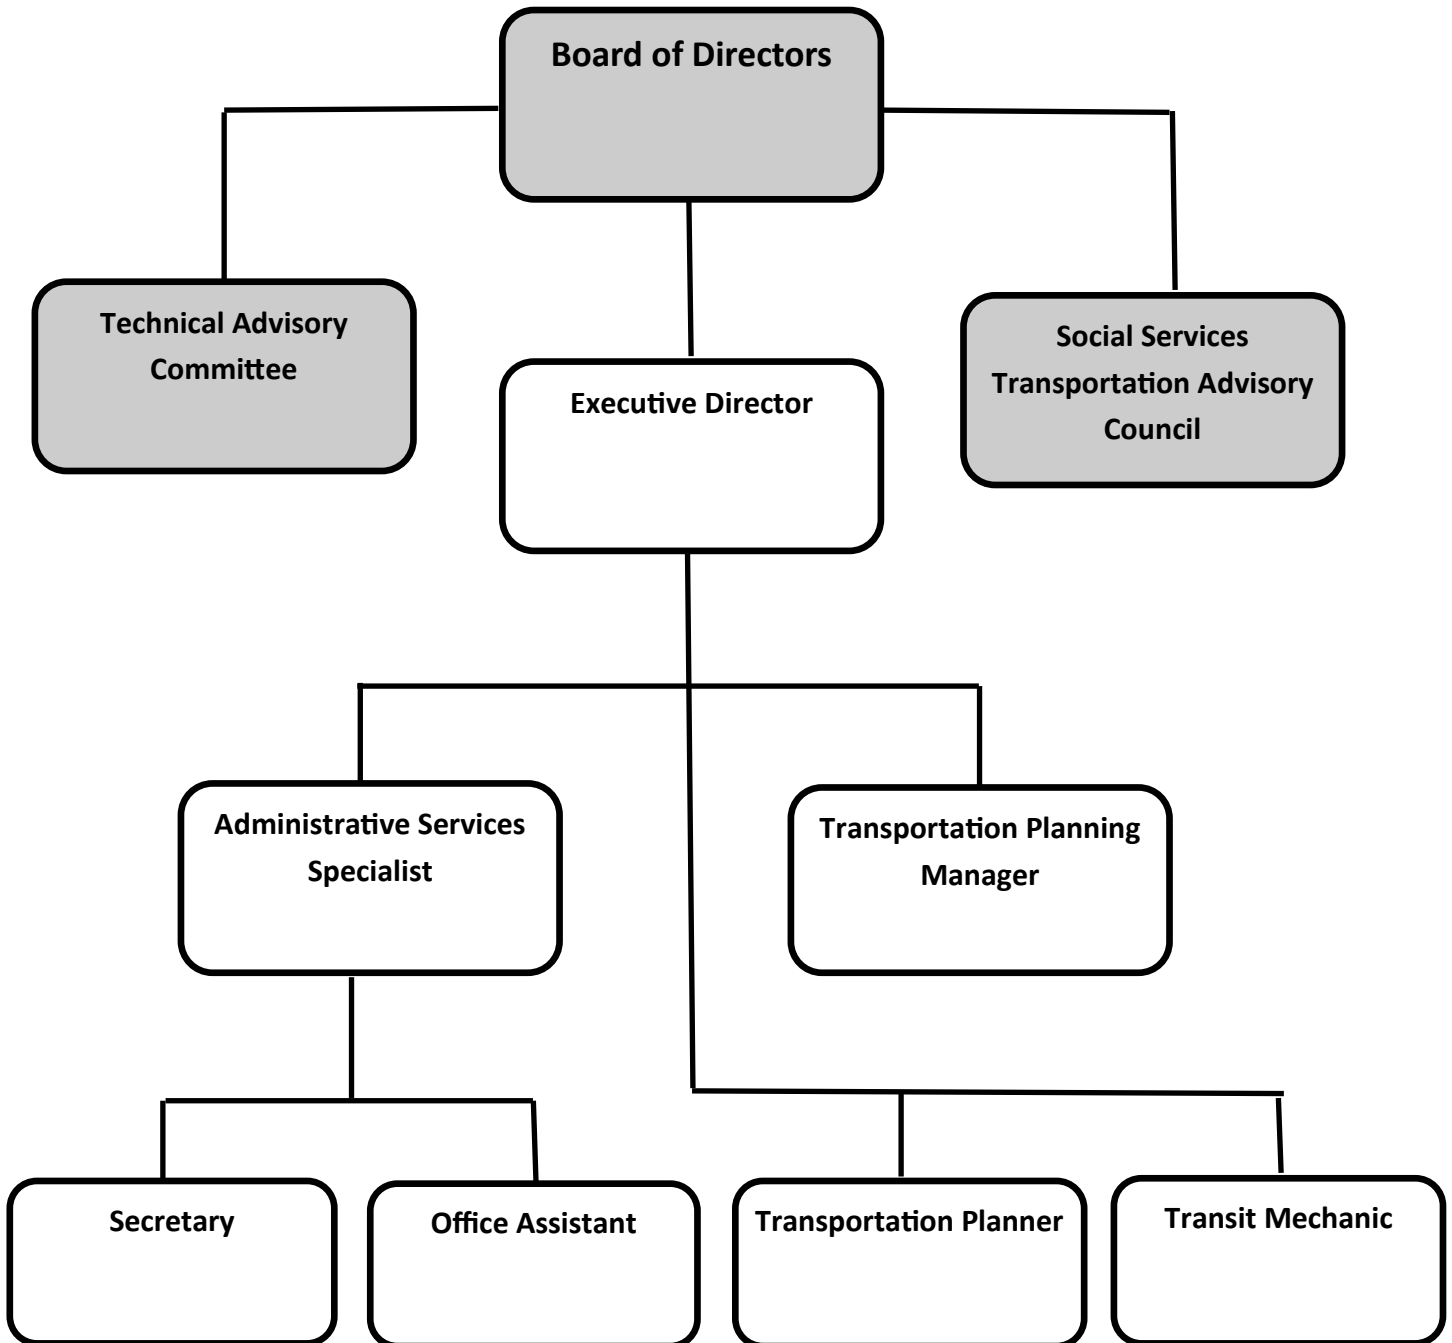 Board of Directors
Technical Advisory
Committee
Social Services
Transportation Advisory
Council
Executive Director
Administrative Services
Specialist
Transportation Planning
Manager
Secretary
Office Assistant
Transportation Planner
Transit Mechanic